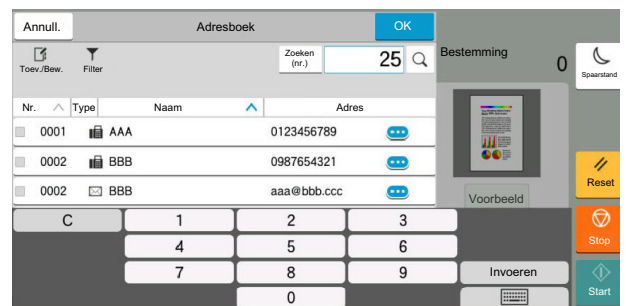 Annull. Adresboek OK
Toev./Bew. Filter Zoeken (nr.) 25
Bestemming 0
Spaarstand
Nr. Type Naam Adres
0001 AAA 0123456789
0002 BBB 0987654321
0002 BBB aaa@bbb.ccc
Voorbeeld
Reset
C 1 2 3
4 5 6
7 8 9 Invoeren
0
Stop
Start